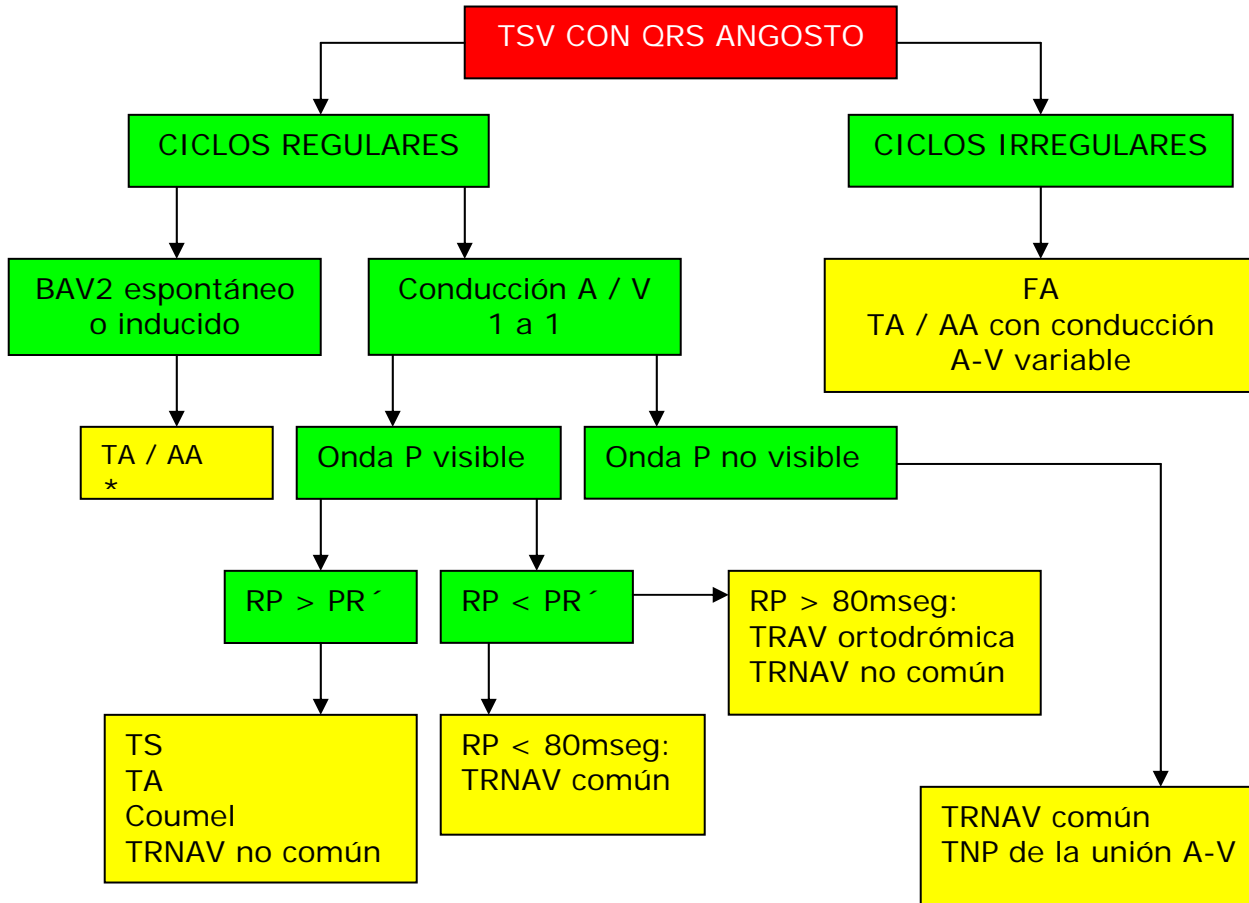 TSV CON QRS ANGOSTO
CICLOS REGULARES
CICLOS IRREGULARES
BAV2 espontáneo
o inducido
Conducción A / V
1 a 1
FA
TA / AA con conducción
A-V variable
TA / AA
*
Onda P visible
Onda P no visible
RP > PR´
RP < PR´
RP > 80mseg:
TRAV ortodrómica
TRNAV no común
TS
TA
Coumel
TRNAV no común
RP < 80mseg:
TRNAV común
TRNAV común
TNP de la unión A-V